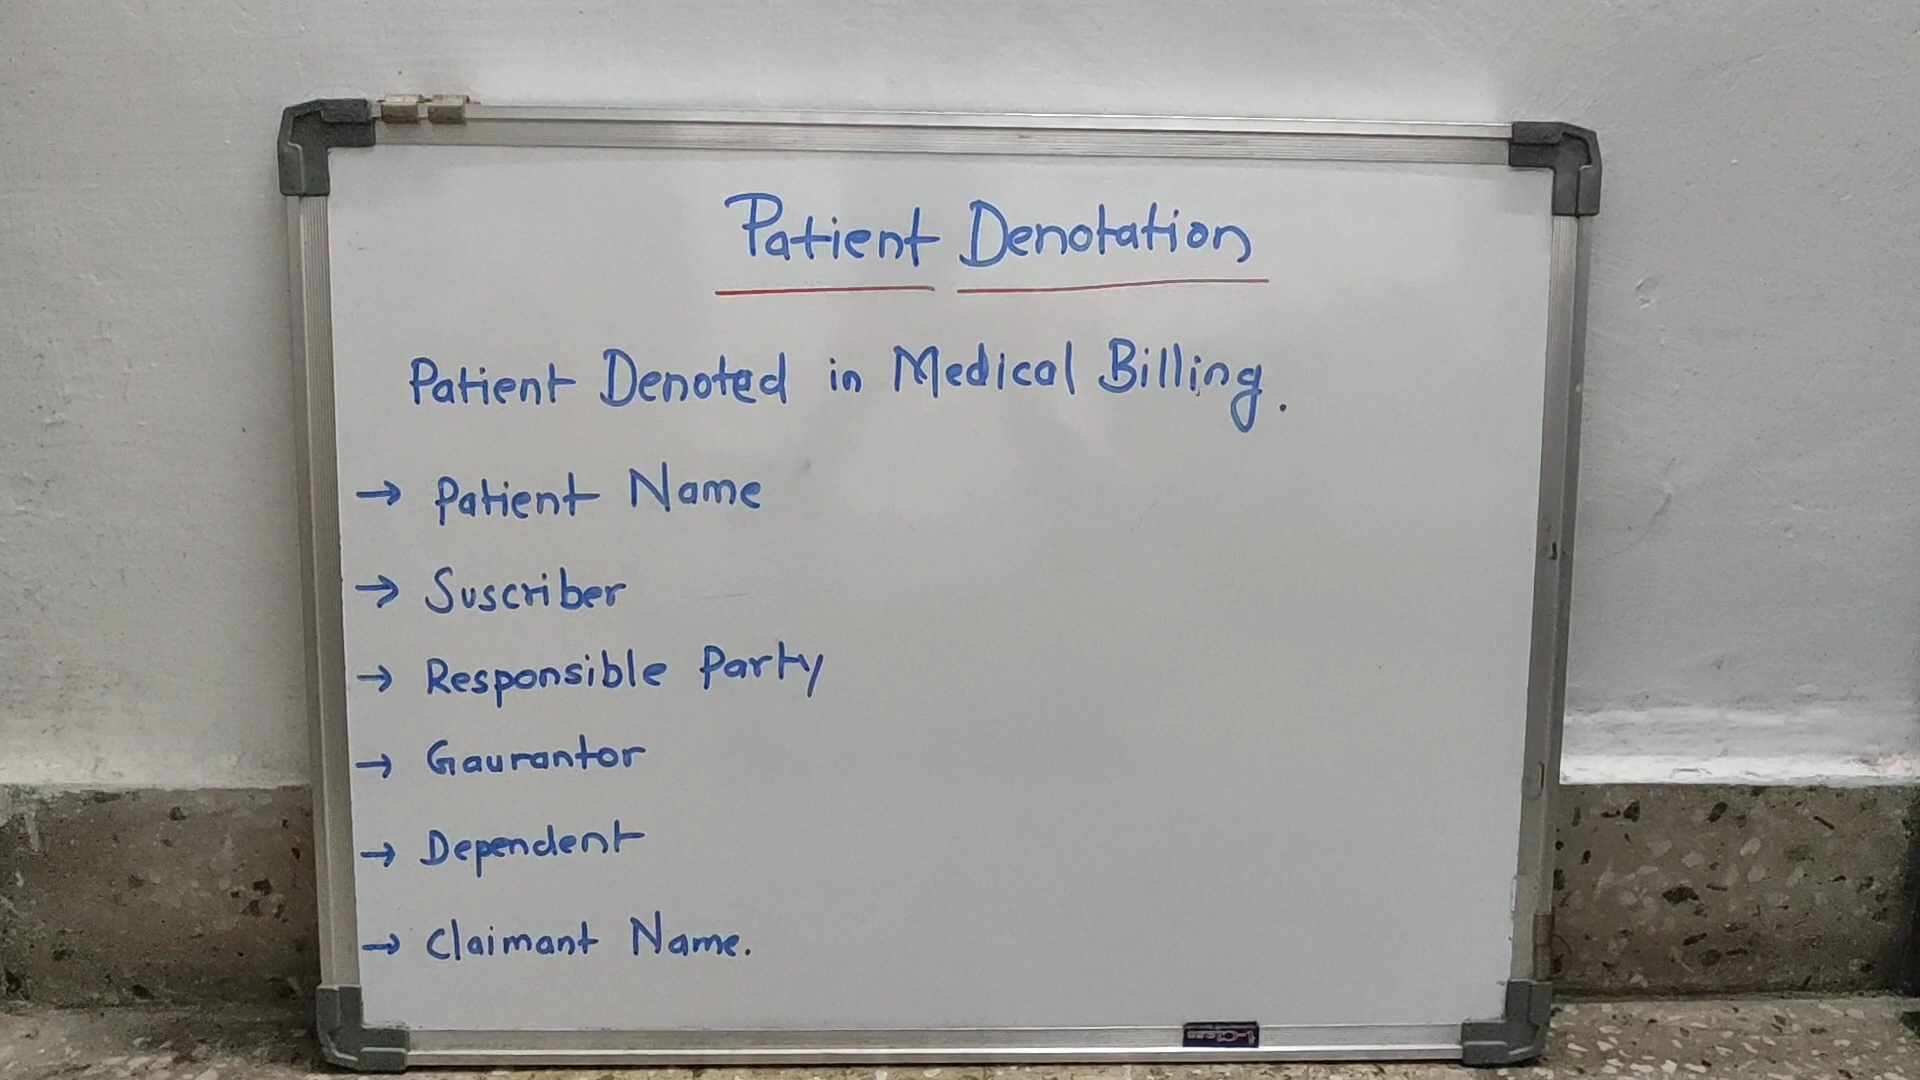 Patient Denotation
Patient Denoted in Medical Billing.
→ Patient Name
→ Suscriber
→ Responsible Party
→ Gaurantor
→ Dependent
→ Claimant Name.